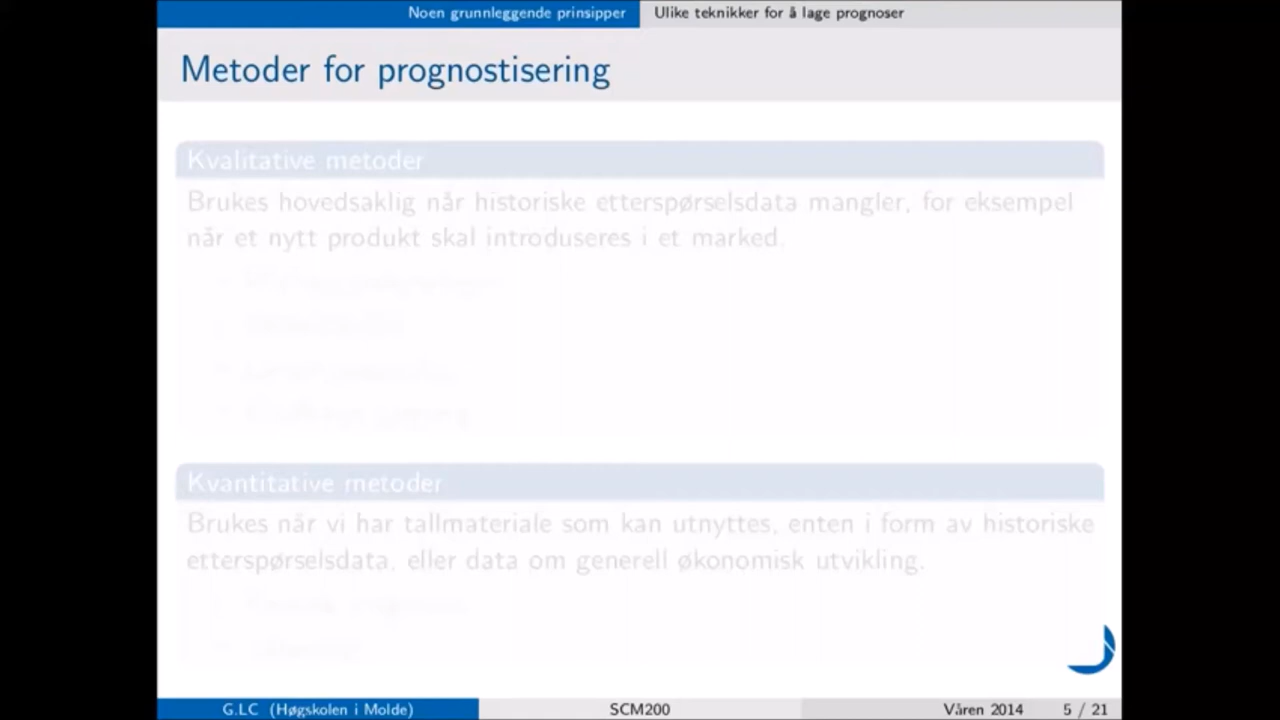 Noen grunnleggende prinsipper Ulike teknikker for å lage prognoser
Metoder for prognostisering
Kvalitative metoder
Brukes hovedsaklig når historiske etterspørselsdata mangler, for eksempel
når et nytt produkt skal introduseres i et marked.
Kvantitative metoder
Brukes når vi har tallmateriale som kan utnyttes, enten i form av historiske
etterspørselsdata, eller data om generell økonomisk utvikling.
G.LC (Høgskolen i Molde) SCM200 Våren 2014 5 / 21